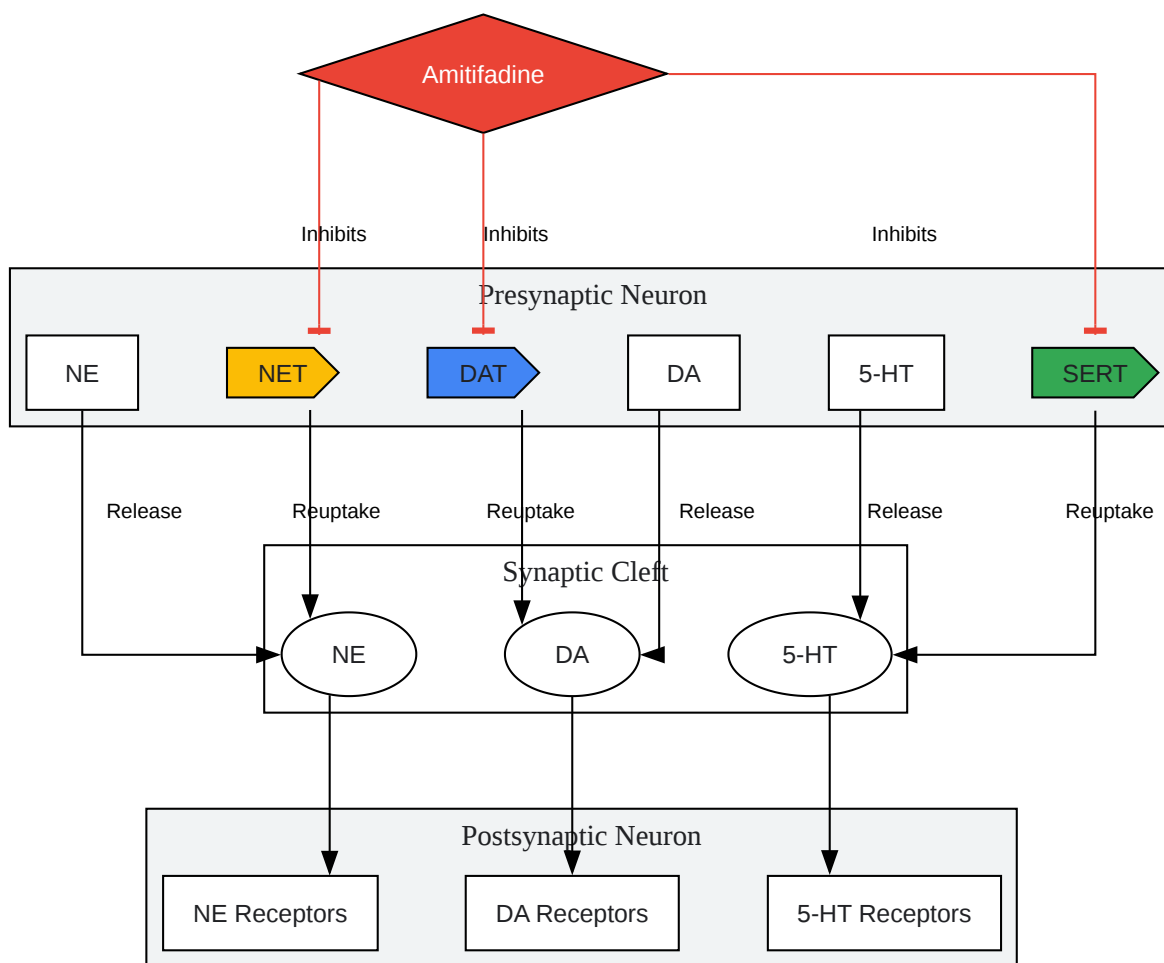 Amitifadine
Inhibits
Inhibits
Inhibits
Presynaptic Neuron
NE
NET
DAT
DA
5-HT
SERT
Release
Reuptake
Reuptake
Release
Release
Reuptake
Synaptic Cleft
NE
DA
5-HT
Postsynaptic Neuron
NE Receptors
DA Receptors
5-HT Receptors